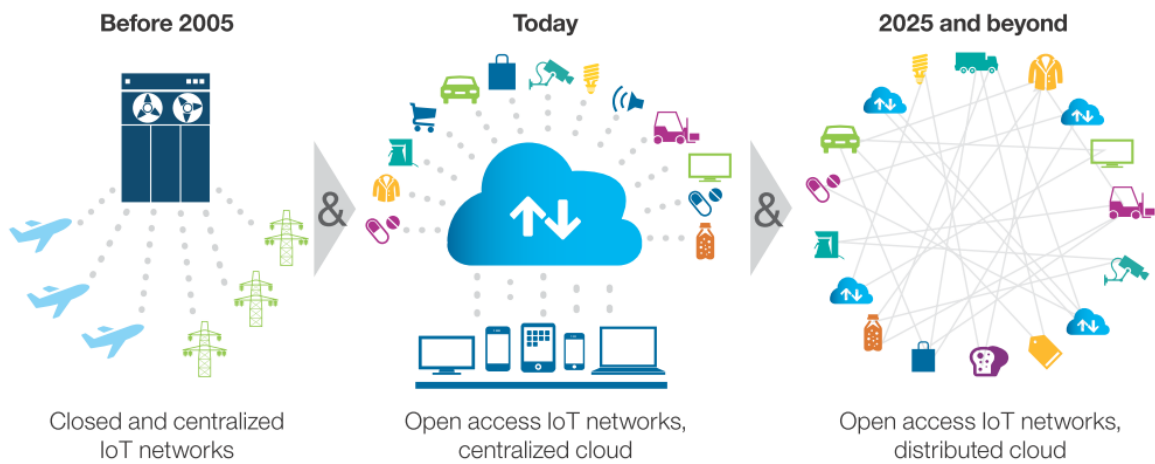 Before 2005
Today
2025 and beyond
&
&
Closed and centralized
IoT networks
Open access IoT networks,
centralized cloud
Open access IoT networks,
distributed cloud